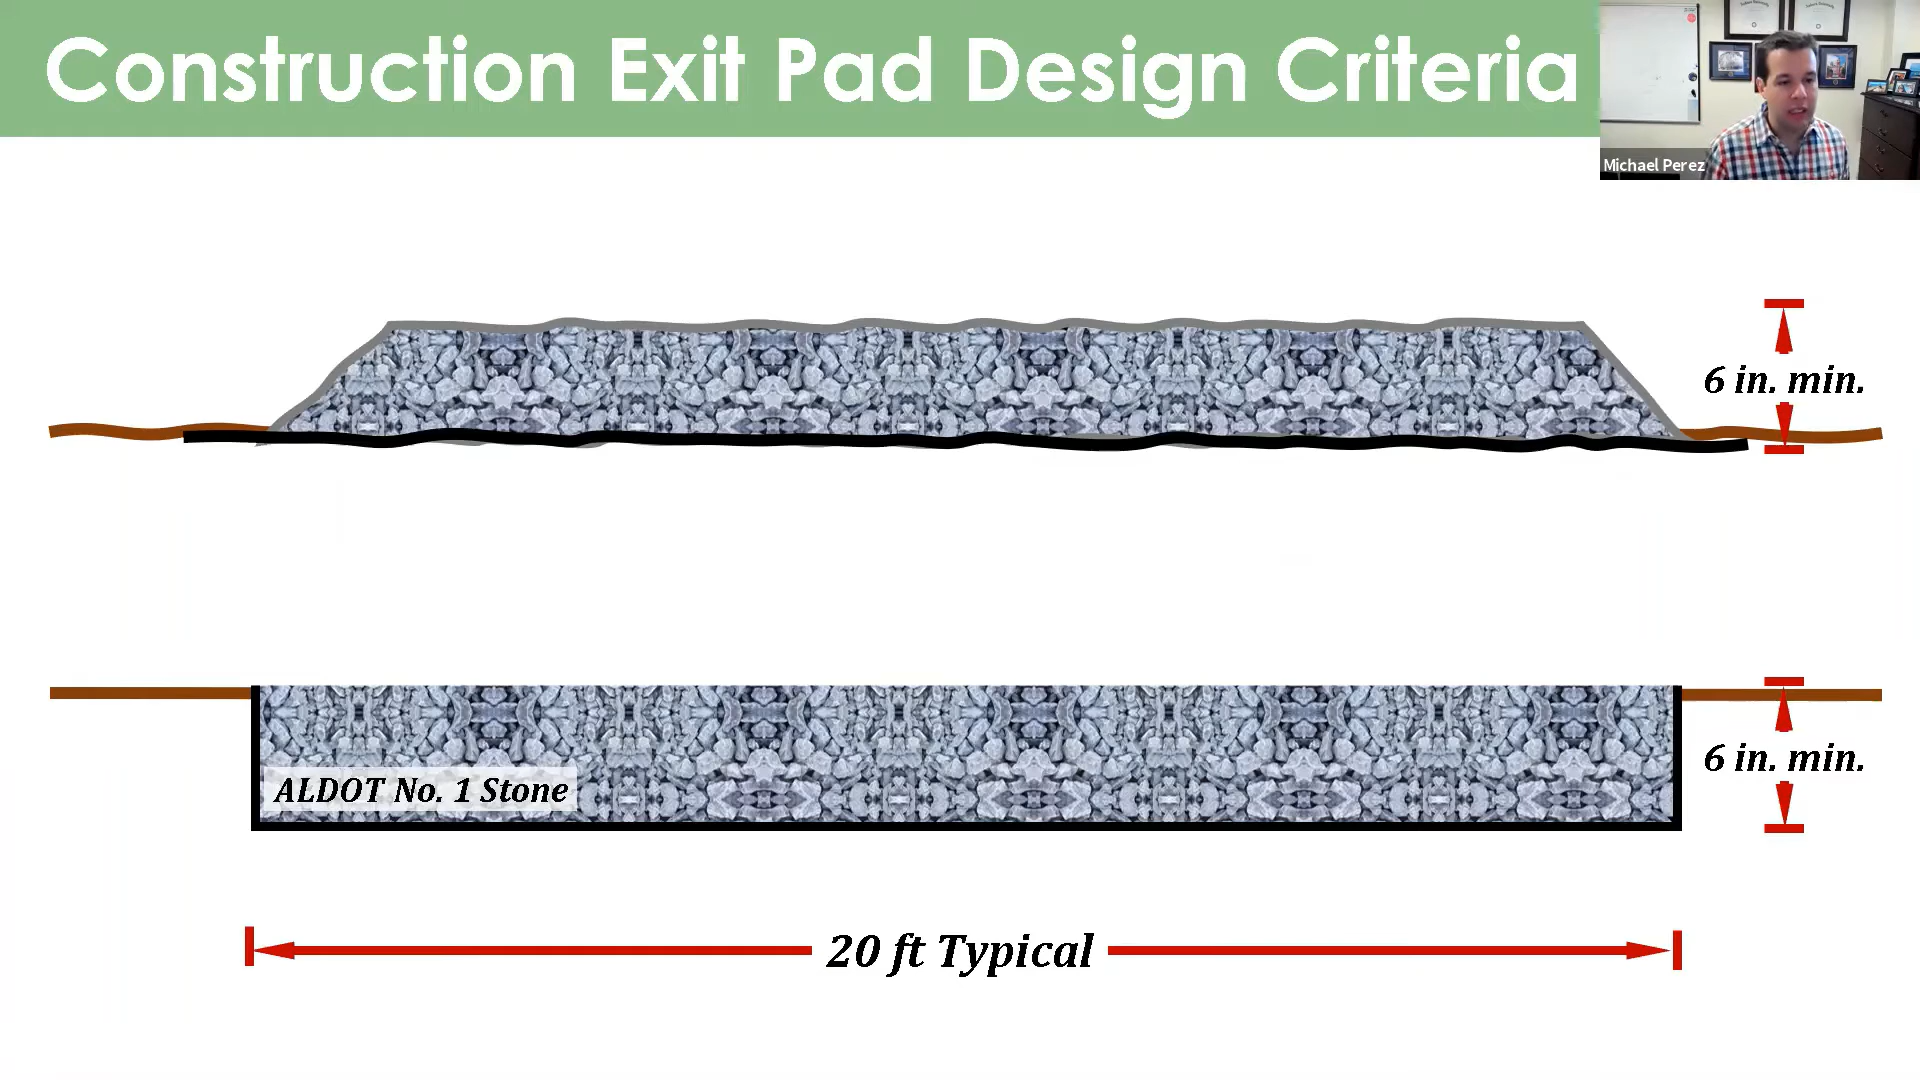 Construction Exit Pad Design Criteria
Michael Perez
6 in. min.
6 in. min.
ALDOT No. 1 Stone
20 ft Typical